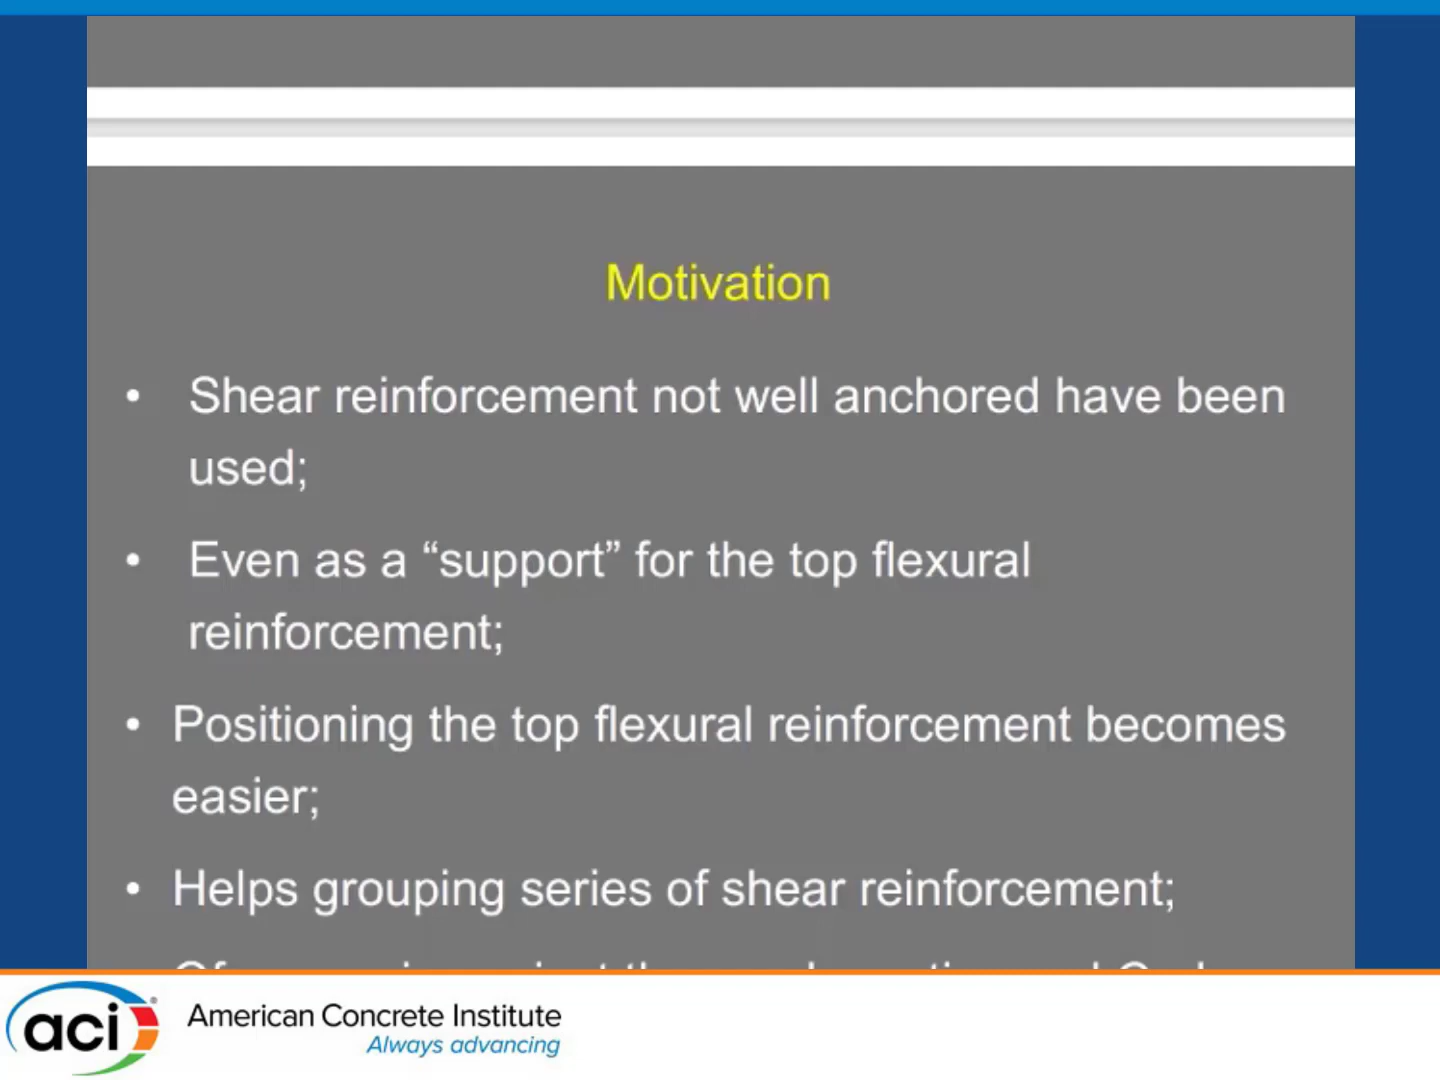 Motivation
• Shear reinforcement not well anchored have been
used;
• Even as a “support” for the top flexural
reinforcement;
• Positioning the top flexural reinforcement becomes
easier;
• Helps grouping series of shear reinforcement;
aci® American Concrete Institute
Always advancing